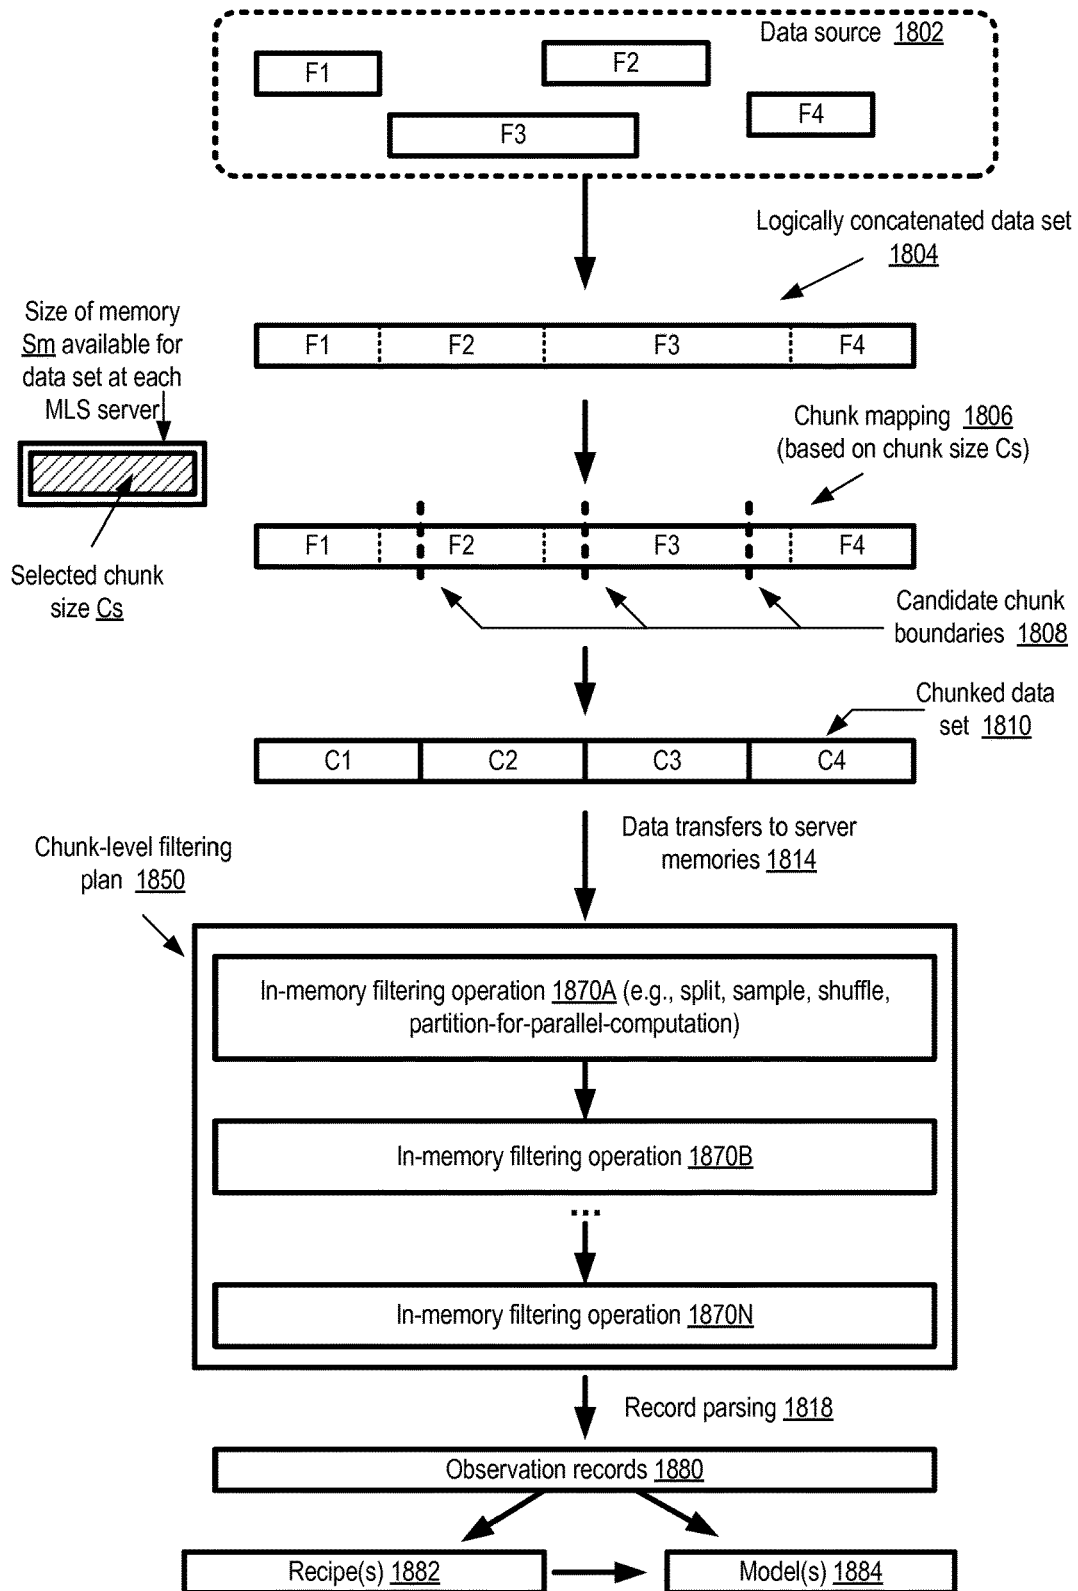 Data source 1802
F1
F2
F3
F4
Logically concatenated data set
1804
Size of memory
Sm available for
data set at each
MLS server
F1 F2 F3 F4
Chunk mapping 1806
(based on chunk size Cs)
F1 F2 F3 F4
Selected chunk
size Cs
Candidate chunk
boundaries 1808
Chunked data
set 1810
C1 C2 C3 C4
Data transfers to server
memories 1814
Chunk-level filtering
plan 1850
In-memory filtering operation 1870A (e.g., split, sample, shuffle,
partition-for-parallel-computation)
In-memory filtering operation 1870B
...
In-memory filtering operation 1870N
Record parsing 1818
Observation records 1880
Recipe(s) 1882
Model(s) 1884